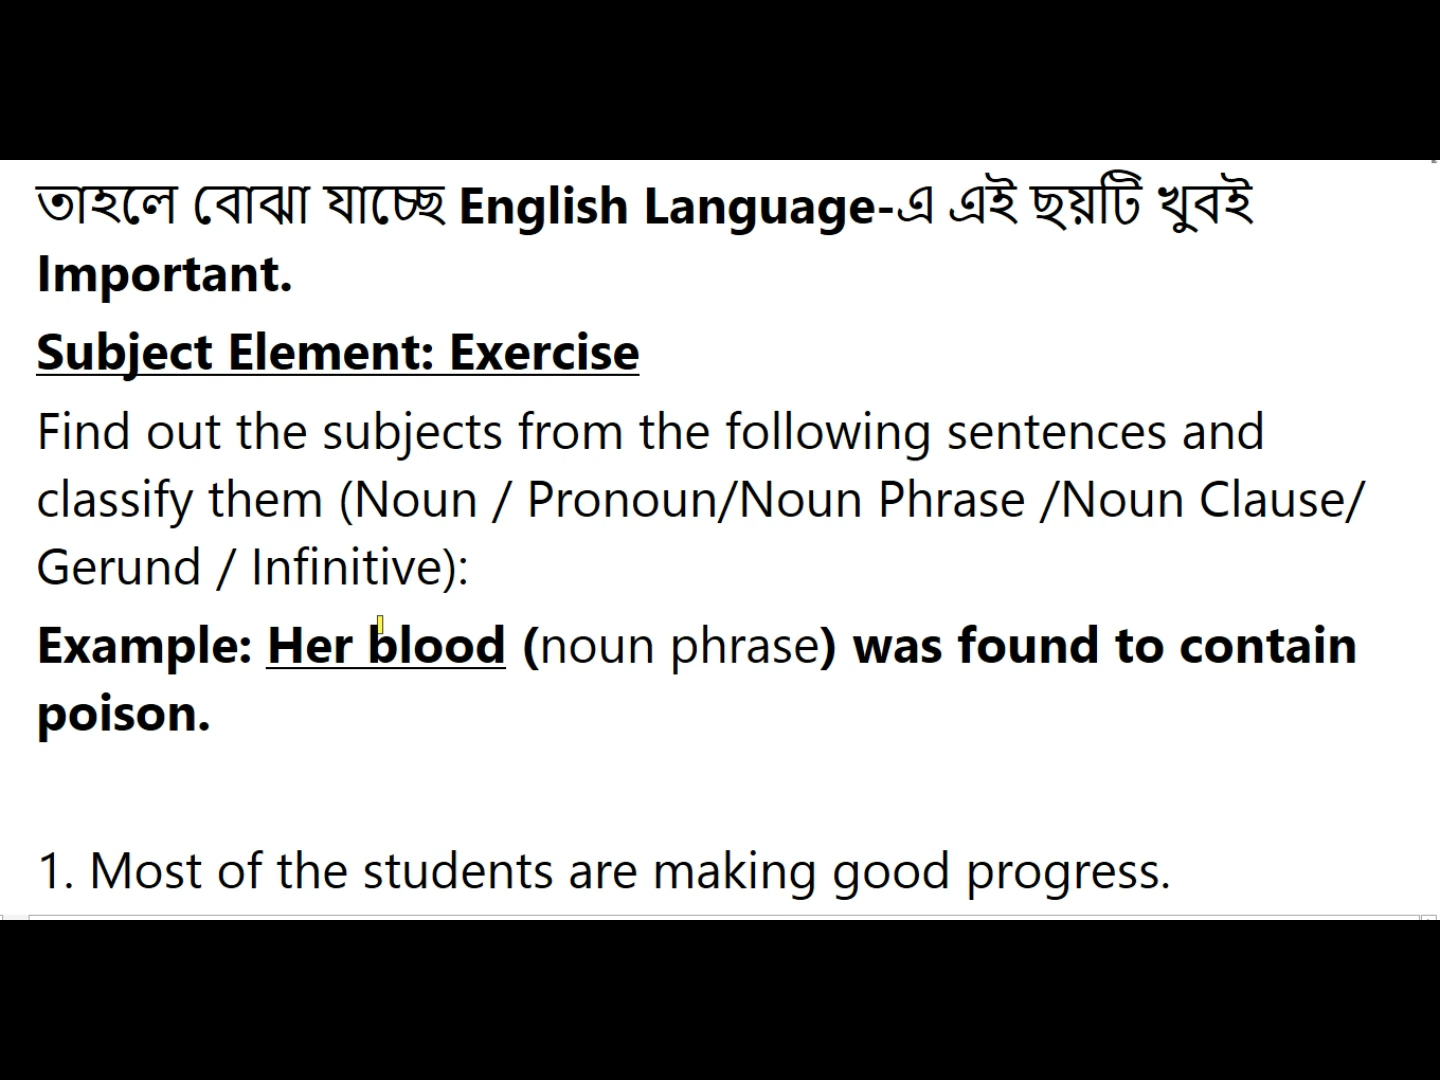 তাহলে বোঝা যাচ্ছে English Language-এ এই ছয়টি খুবই
Important.
Subject Element: Exercise
Find out the subjects from the following sentences and
classify them (Noun / Pronoun/Noun Phrase /Noun Clause/
Gerund / Infinitive):
Example: Her blood (noun phrase) was found to contain
poison.
1. Most of the students are making good progress.